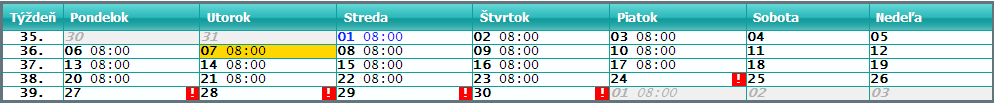 Týždeň Pondelok Utorok Streda Štvrtok Piatok Sobota Nedeľa
35. 30 31 01 08:00 02 08:00 03 08:00 04 05
36. 06 08:00 07 08:00 08 08:00 09 08:00 10 08:00 11 12
37. 13 08:00 14 08:00 15 08:00 16 08:00 17 08:00 18 19
38. 20 08:00 21 08:00 22 08:00 23 08:00 24 ! 25 26
39. 27 ! 28 ! 29 ! 30 ! 01 08:00 02 03